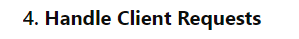 4. Handle Client Requests